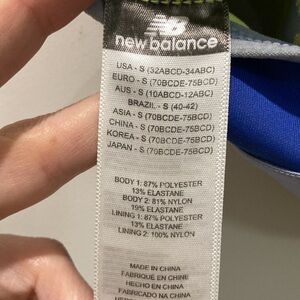 new balance
USA - S (32ABCD-34ABC)
EURO - S (70BCDE-75BCD)
AUS - S (10ABCD-12ABC)
BRAZIL - S (40-42)
ASIA - S (70BCDE-75BCD)
CHINA - S (70BCDE-75BCD)
KOREA - S (70BCDE-75BCD)
JAPAN - S (70BCDE-75BCD)
BODY 1: 87% POLYESTER
13% ELASTANE
BODY 2: 81% NYLON
19% ELASTANE
LINING 1: 87% POLYESTER
13% ELASTANE
LINING 2: 100% NYLON
MADE IN CHINA
FABRIQUÉ EN CHINE
HECHO EN CHINA
FABRICADO NA CHINA